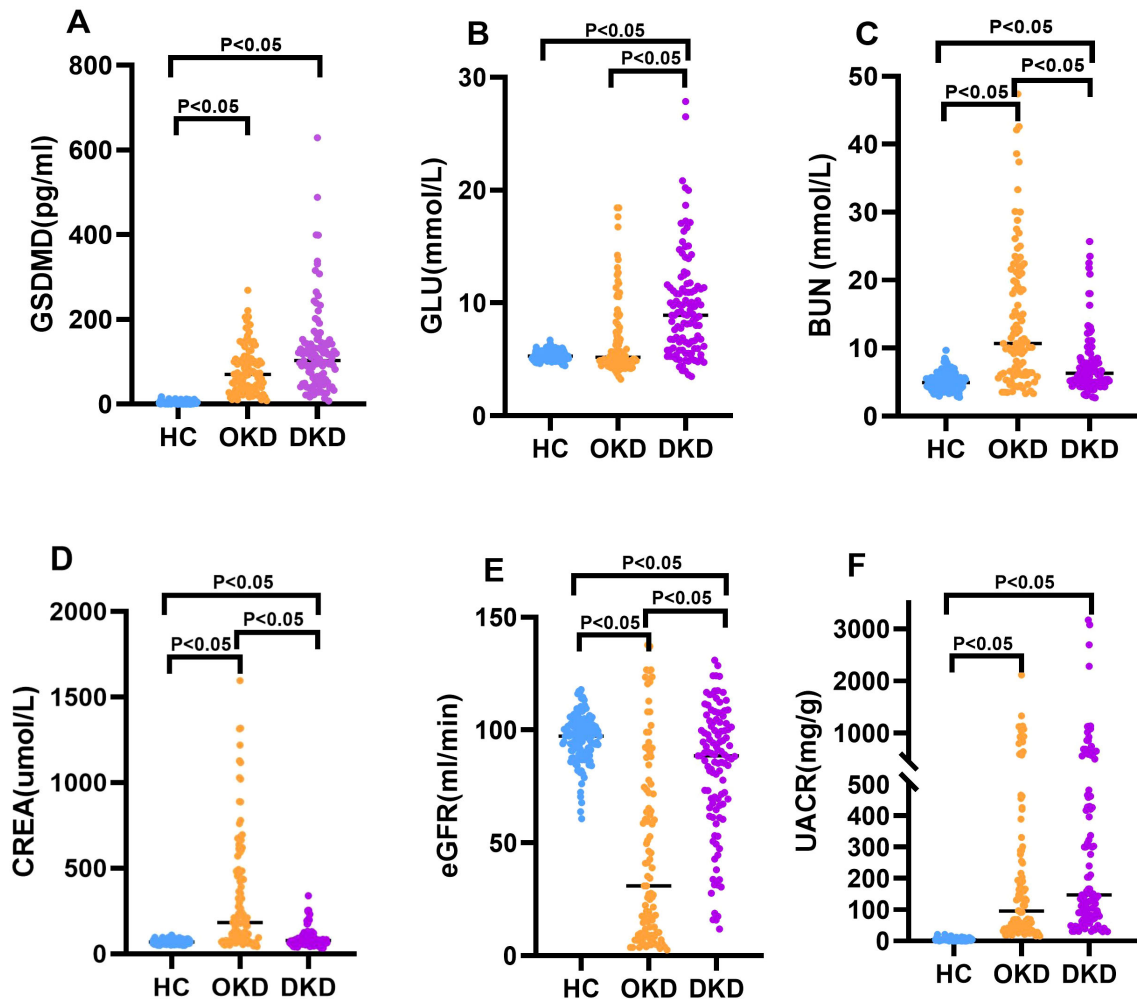 A
P<0.05
P<0.05
GSDMD(pg/ml)
800
600
400
200
0
HC OKD DKD
B
P<0.05
P<0.05
GLU(mmol/L)
30
20
10
0
HC OKD DKD
C
P<0.05
P<0.05
P<0.05
BUN (mmol/L)
50
40
30
20
10
0
HC OKD DKD
D
P<0.05
P<0.05
P<0.05
CREA(umol/L)
2000
1500
1000
500
0
HC OKD DKD
E
P<0.05
P<0.05
P<0.05
eGFR(ml/min)
150
100
50
0
HC OKD DKD
F
P<0.05
P<0.05
UACR(mg/g)
3000
2000
1000
500
400
300
200
100
0
HC OKD DKD